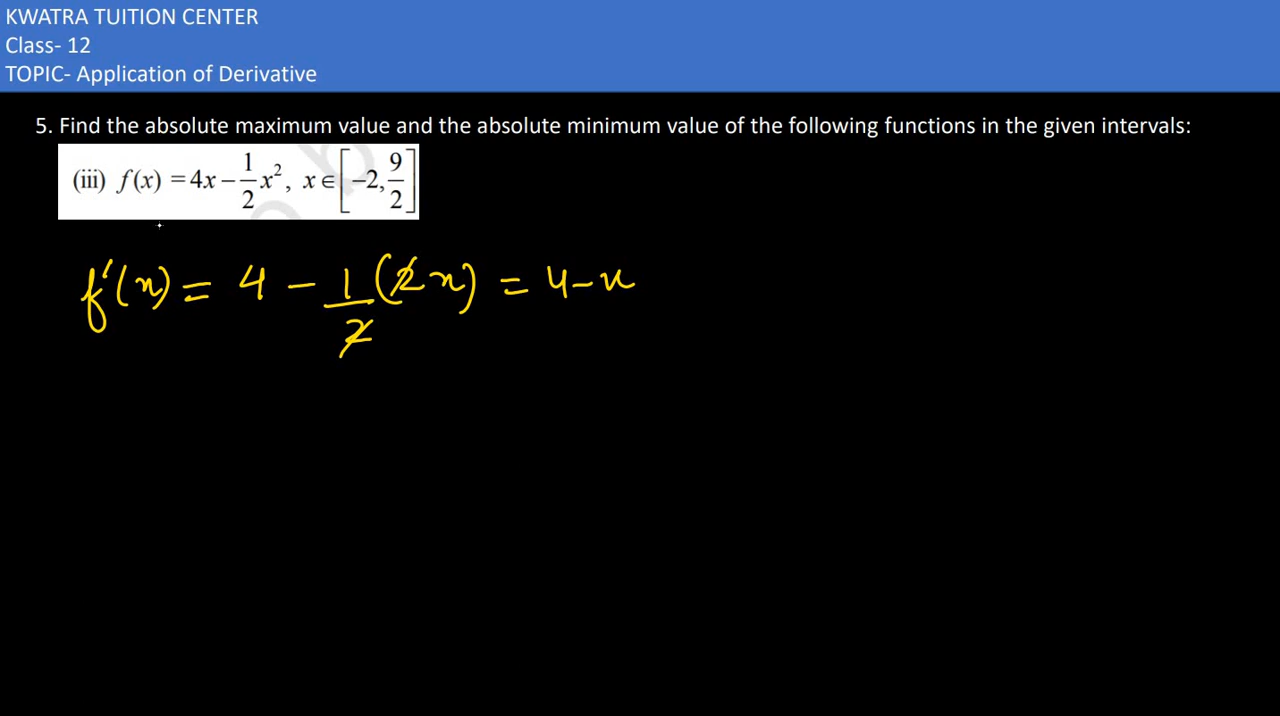 KWATRA TUITION CENTER
Class- 12
TOPIC- Application of Derivative
5. Find the absolute maximum value and the absolute minimum value of the following functions in the given intervals:
(iii) f(x) = 4x − 1/2 x², x ∈ [−2, 9/2]
f'(x) = 4 − 1/2 (2x) = 4−x